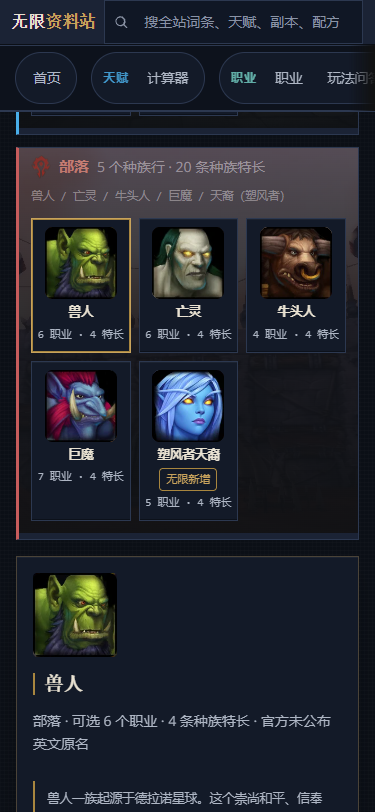 无限资料站
搜全站词条、天赋、副本、配方
首页
天赋 计算器
职业 职业 玩法问
部落 5 个种族行 · 20 条种族特长
兽人 / 亡灵 / 牛头人 / 巨魔 / 天裔 (塑风者)
兽人
6 职业 · 4 特长
亡灵
6 职业 · 4 特长
牛头人
4 职业 · 4 特长
巨魔
7 职业 · 4 特长
塑风者天裔
无限新增
5 职业 · 4 特长
兽人
部落 · 可选 6 个职业 · 4 条种族特长 · 官方未公布
英文原名
兽人一族起源于德拉诺星球。这个崇尚和平、信奉